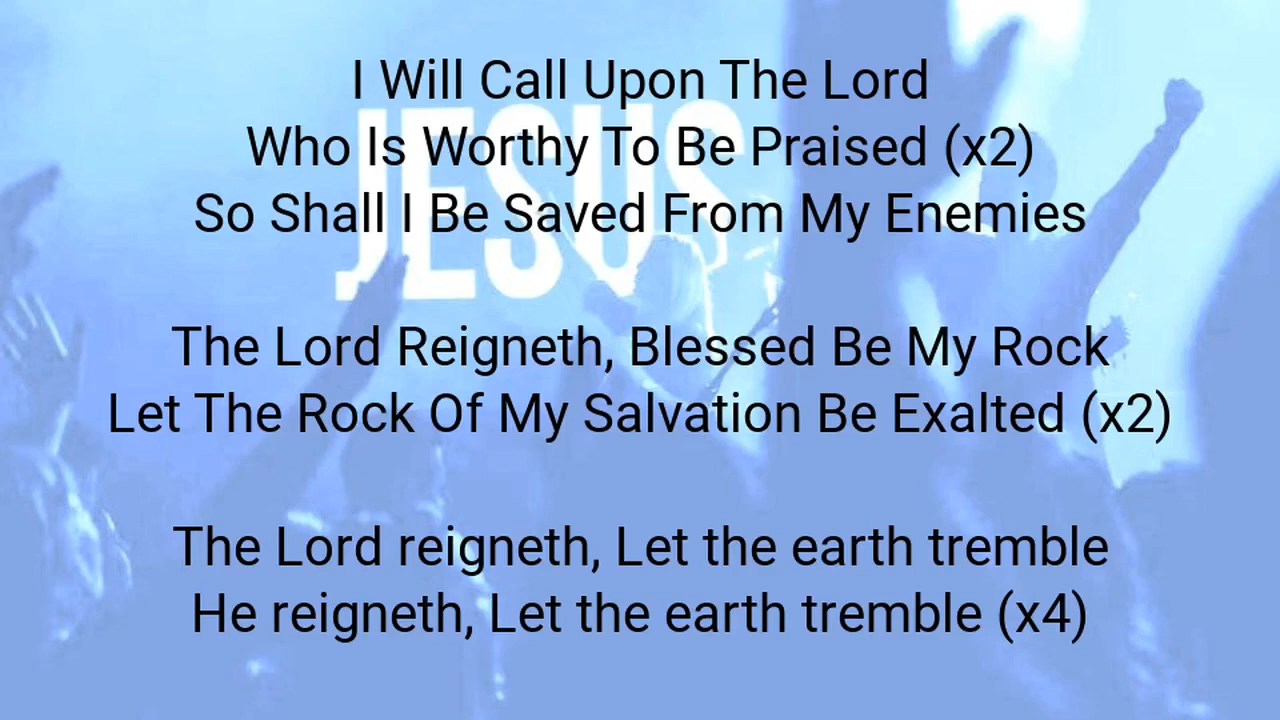 JESUS
I Will Call Upon The Lord
Who Is Worthy To Be Praised (x2)
So Shall I Be Saved From My Enemies
The Lord Reigneth, Blessed Be My Rock
Let The Rock Of My Salvation Be Exalted (x2)
The Lord reigneth, Let the earth tremble
He reigneth, Let the earth tremble (x4)